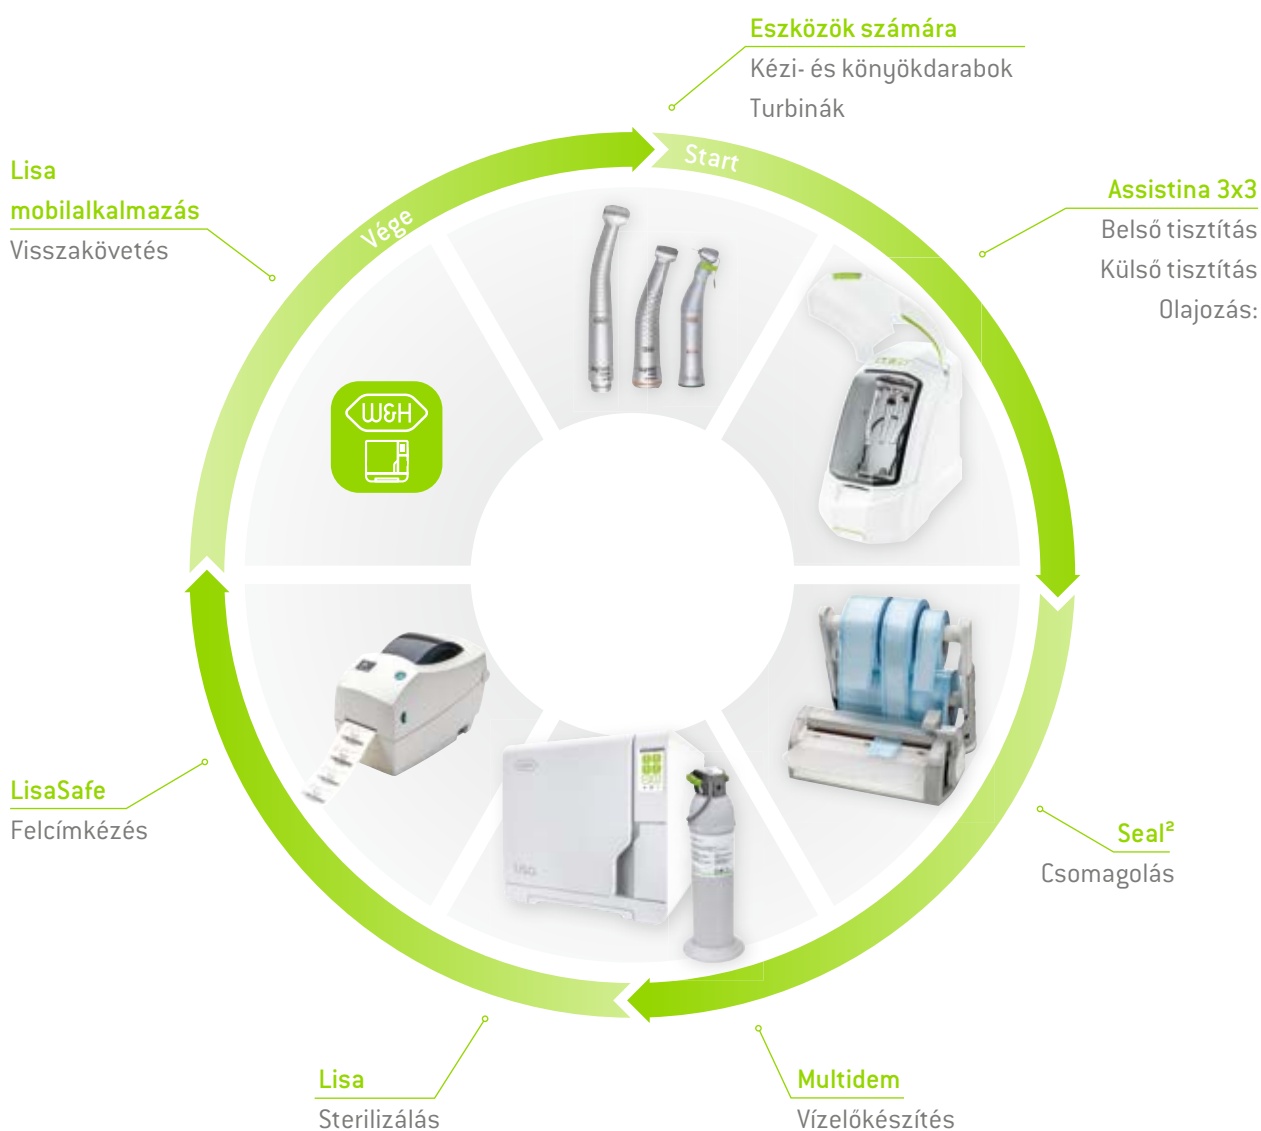 Eszközök számára
Kézi- és könyökdarabok
Turbinák
Start
Assistina 3x3
Belső tisztítás
Külső tisztítás
Olajozás:
Seal²
Csomagolás
Multidem
Vízelőkészítés
Lisa
Sterilizálás
LisaSafe
Felcímkézés
Lisa
mobilalkalmazás
Visszakövetés
Vége
W&H
LISA